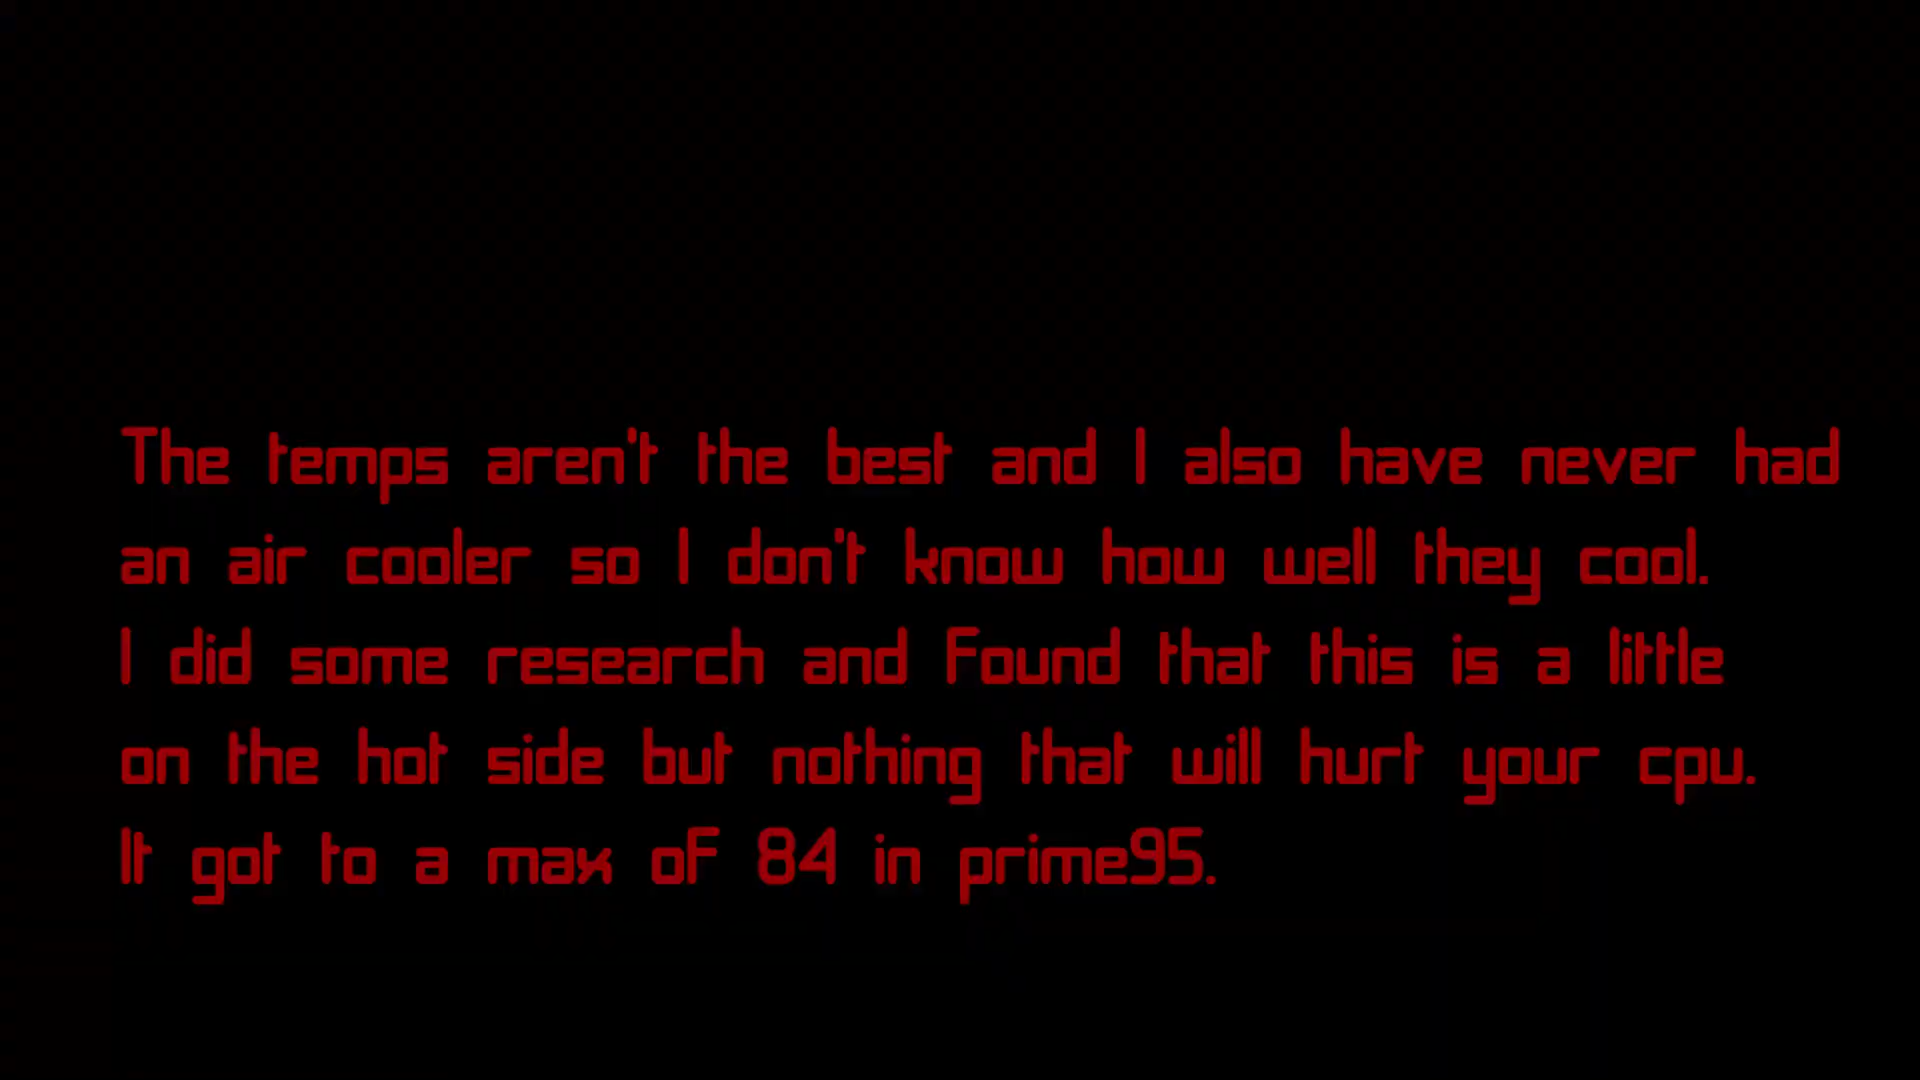 The temps aren't the best and I also have never had
an air cooler so I don't know how well they cool.
I did some research and Found that this is a little
on the hot side but nothing that will hurt your cpu.
It got to a max of 84 in prime95.